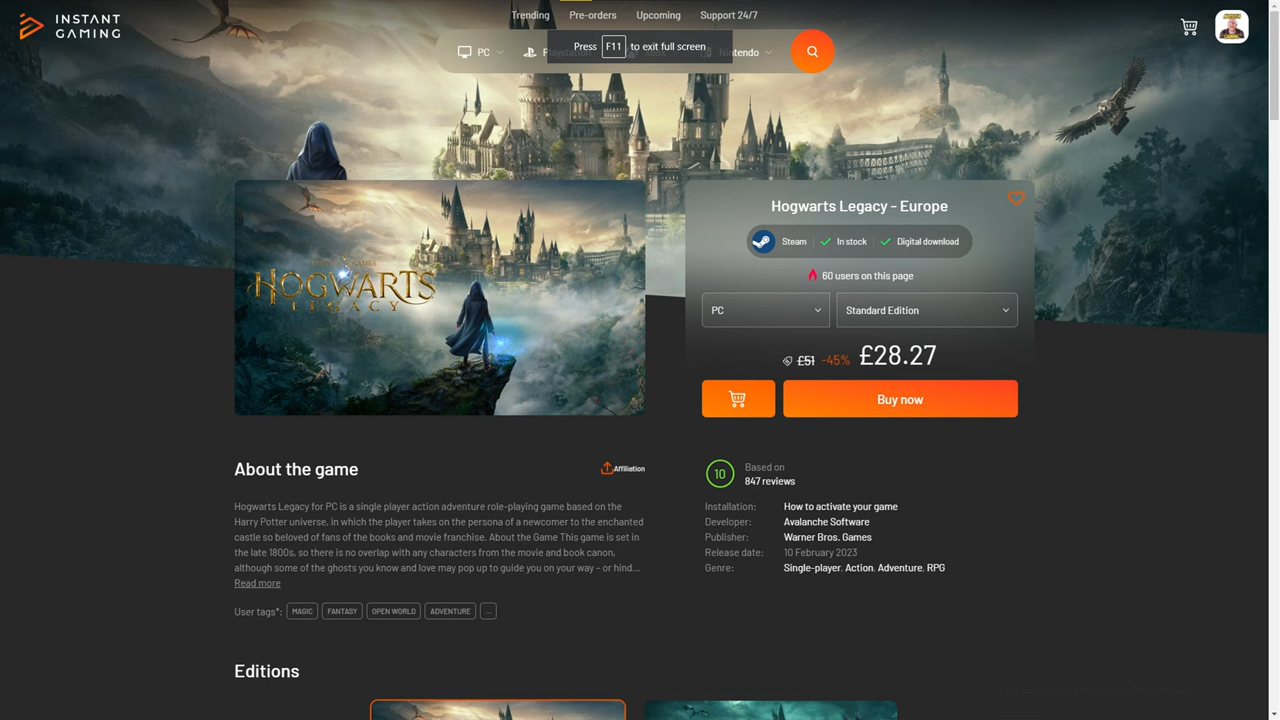 INSTANT
GAMING
Trending Pre-orders Upcoming Support 24/7
Press F11 to exit full screen
PC Nintendo
HOGWARTS
LEGACY
Hogwarts Legacy - Europe
Steam In stock Digital download
60 users on this page
PC Standard Edition
£51 -45% £28.27
Buy now
About the game
Affiliation
Hogwarts Legacy for PC is a single player action adventure role-playing game based on the
Harry Potter universe, in which the player takes on the persona of a newcomer to the enchanted
castle so beloved of fans of the books and movie franchise. About the Game This game is set in
the late 1800s, so there is no overlap with any characters from the movie and book canon,
although some of the ghosts you know and love may pop up to guide you on your way – or hind...
Read more
User tags*: MAGIC FANTASY OPEN WORLD ADVENTURE ...
10
Based on
847 reviews
Installation: How to activate your game
Developer: Avalanche Software
Publisher: Warner Bros. Games
Release date: 10 February 2023
Genre: Single-player, Action, Adventure, RPG
Editions